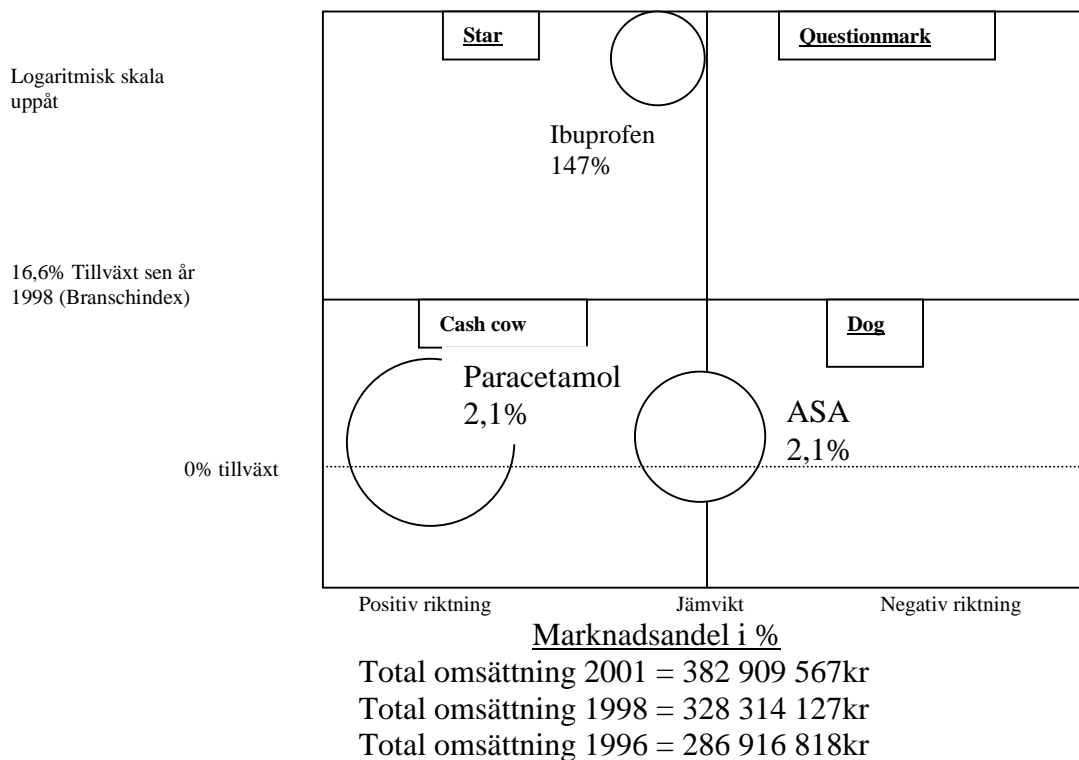 Star
Questionmark
Logaritmisk skala
uppåt
Ibuprofen
147%
16,6% Tillväxt sen år
1998 (Branschindex)
Cash cow
Dog
Paracetamol
2,1%
ASA
2,1%
0% tillväxt
Positiv riktning
Jämvikt
Negativ riktning
Marknadsandel i %
Total omsättning 2001 = 382 909 567kr
Total omsättning 1998 = 328 314 127kr
Total omsättning 1996 = 286 916 818kr